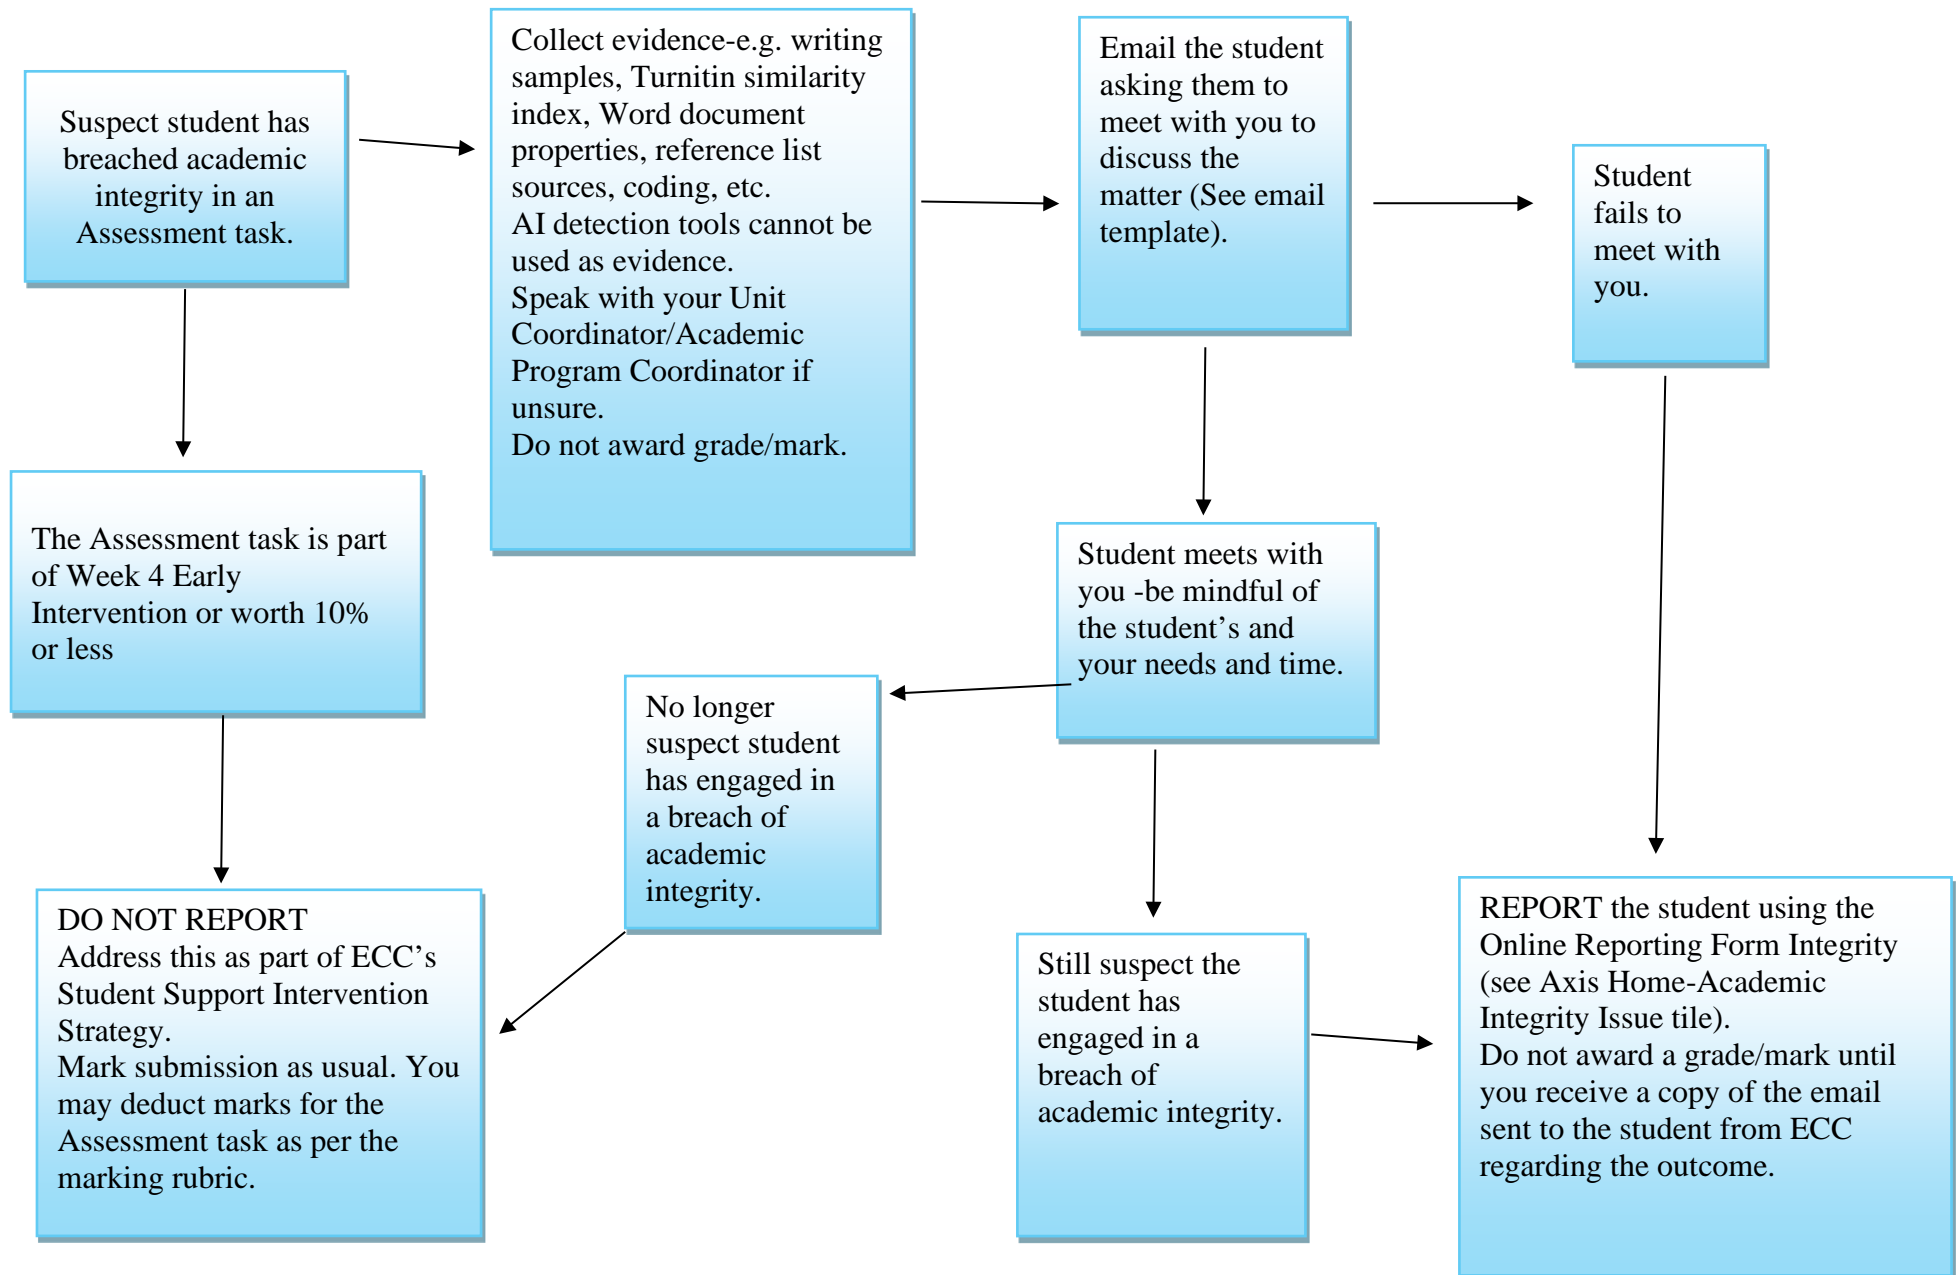 Suspect student has
breached academic
integrity in an
Assessment task.
Collect evidence-e.g. writing
samples, Turnitin similarity
index, Word document
properties, reference list
sources, coding, etc.
AI detection tools cannot be
used as evidence.
Speak with your Unit
Coordinator/Academic
Program Coordinator if
unsure.
Do not award grade/mark.
Email the student
asking them to
meet with you to
discuss the
matter (See email
template).
Student
fails to
meet with
you.
The Assessment task is part
of Week 4 Early
Intervention or worth 10%
or less
Student meets with
you -be mindful of
the student’s and
your needs and time.
No longer
suspect student
has engaged in
a breach of
academic
integrity.
DO NOT REPORT
Address this as part of ECC’s
Student Support Intervention
Strategy.
Mark submission as usual. You
may deduct marks for the
Assessment task as per the
marking rubric.
Still suspect the
student has
engaged in a
breach of
academic integrity.
REPORT the student using the
Online Reporting Form Integrity
(see Axis Home-Academic
Integrity Issue tile).
Do not award a grade/mark until
you receive a copy of the email
sent to the student from ECC
regarding the outcome.